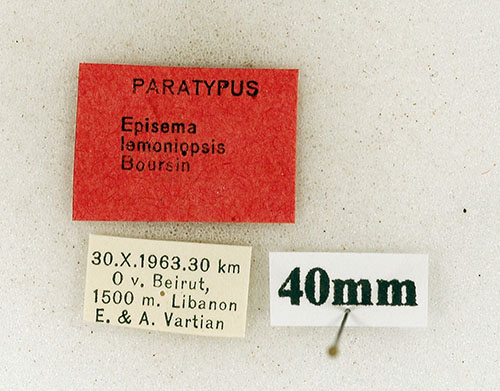 PARATYPUS
Episema
lemoniopsis
Boursin
30.X.1963.30 km
O v. Beirut,
1500 m. Libanon
E. & A. Vartian
40mm